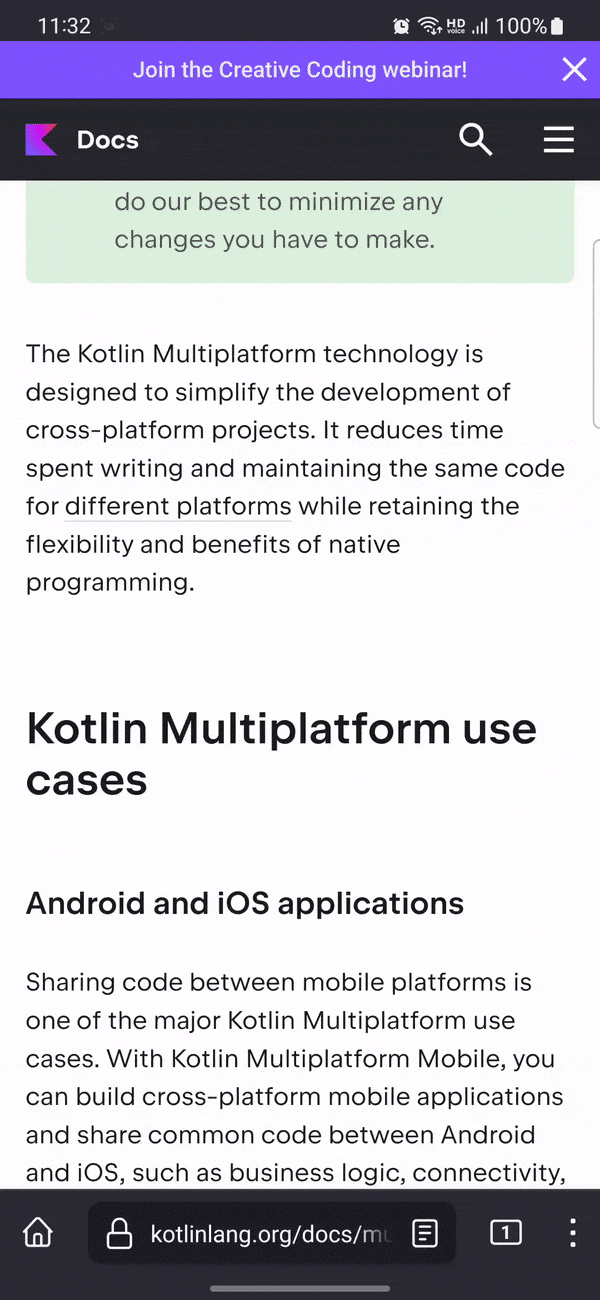 11:32
HD voice 100%
Join the Creative Coding webinar!
Docs
do our best to minimize any
changes you have to make.
The Kotlin Multiplatform technology is
designed to simplify the development of
cross-platform projects. It reduces time
spent writing and maintaining the same code
for different platforms while retaining the
flexibility and benefits of native
programming.
Kotlin Multiplatform use
cases
Android and iOS applications
Sharing code between mobile platforms is
one of the major Kotlin Multiplatform use
cases. With Kotlin Multiplatform Mobile, you
can build cross-platform mobile applications
and share common code between Android
and iOS, such as business logic, connectivity,
kotlinlang.org/docs/mu
1